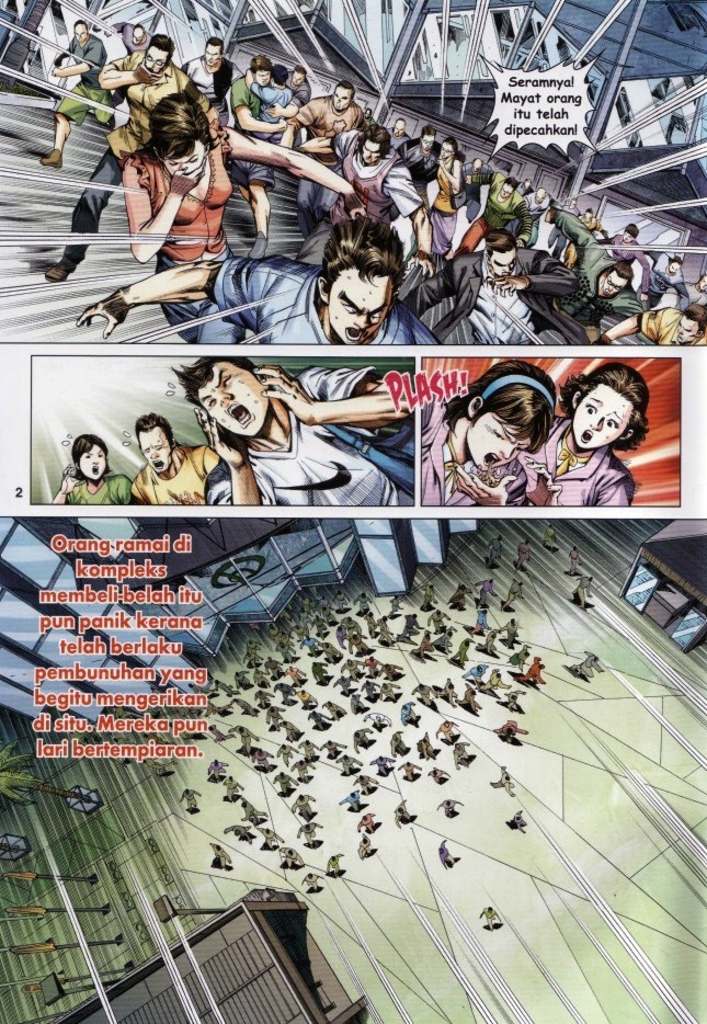 Seramnya!
Mayat orang
itu telah
dipecahkan!
PLASH!
2
Orang ramai di
kompleks
membeli-belah itu
pun panik kerana
telah berlaku
pembunuhan yang
begitu mengerikan
di situ. Mereka pun
lari bertempiaran.